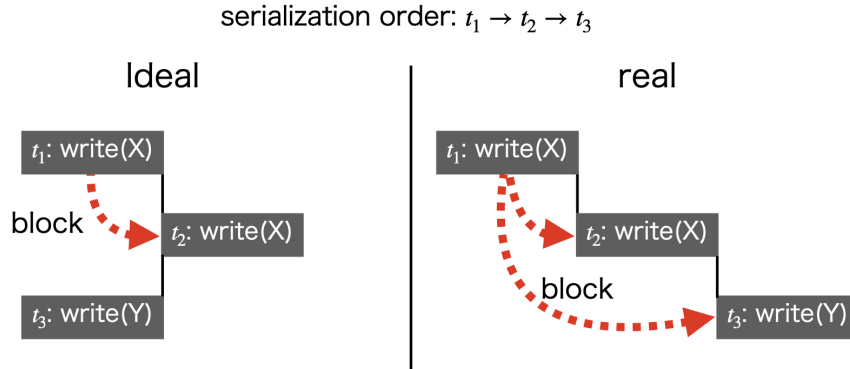 serialization order: t₁ → t₂ → t₃
Ideal
t₁: write(X)
block
t₂: write(X)
t₃: write(Y)
real
t₁: write(X)
t₂: write(X)
block
t₃: write(Y)